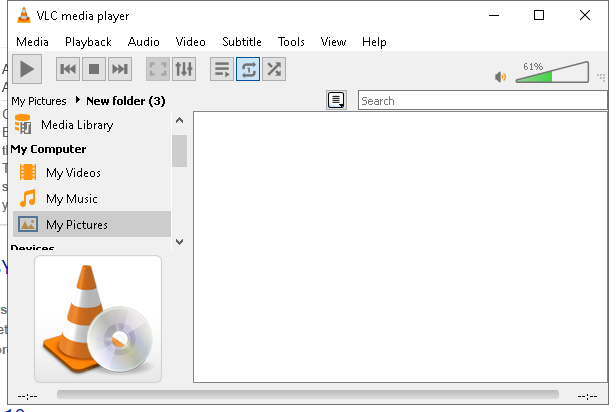 VLC media player
Media Playback Audio Video Subtitle Tools View Help
61%
My Pictures New folder (3)
Search
Media Library
My Computer
My Videos
My Music
My Pictures
Devices
--:-- --:--